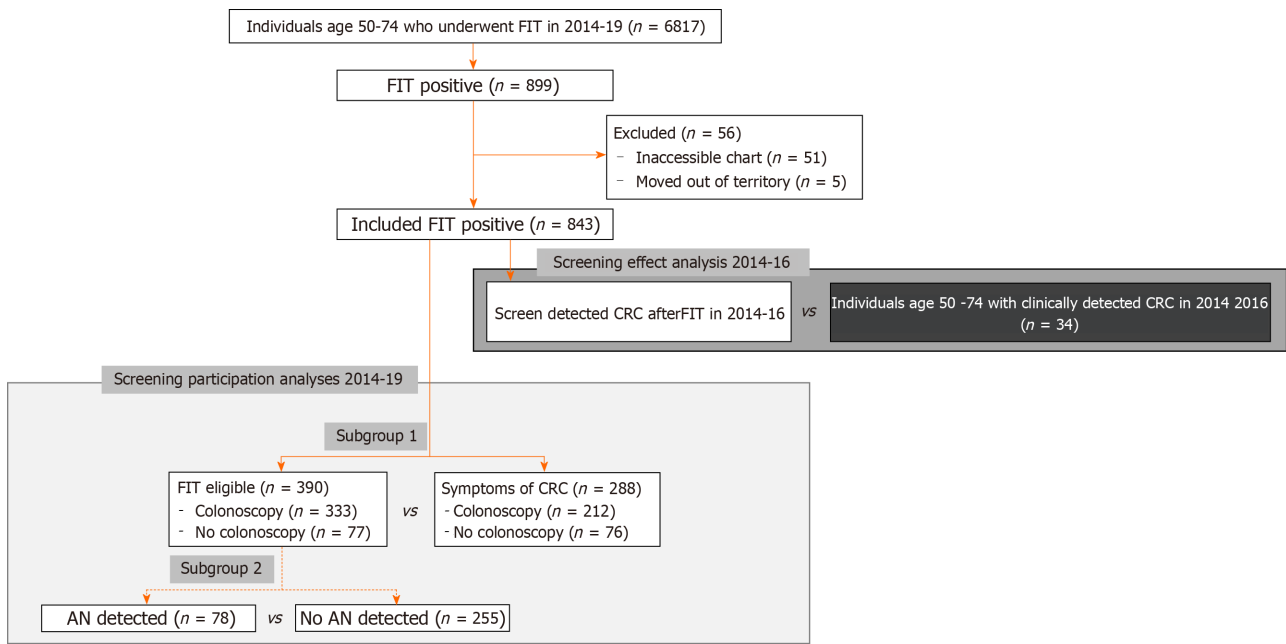 Individuals age 50-74 who underwent FIT in 2014-19 (n = 6817)
FIT positive (n = 899)
Excluded (n = 56)
- Inaccessible chart (n = 51)
- Moved out of territory (n = 5)
Included FIT positive (n = 843)
Screening effect analysis 2014-16
Screen detected CRC afterFIT in 2014-16
vs
Individuals age 50 -74 with clinically detected CRC in 2014 2016
(n = 34)
Screening participation analyses 2014-19
Subgroup 1
FIT eligible (n = 390)
- Colonoscopy (n = 333)
- No colonoscopy (n = 77)
vs
Symptoms of CRC (n = 288)
- Colonoscopy (n = 212)
- No colonoscopy (n = 76)
Subgroup 2
AN detected (n = 78)
vs
No AN detected (n = 255)